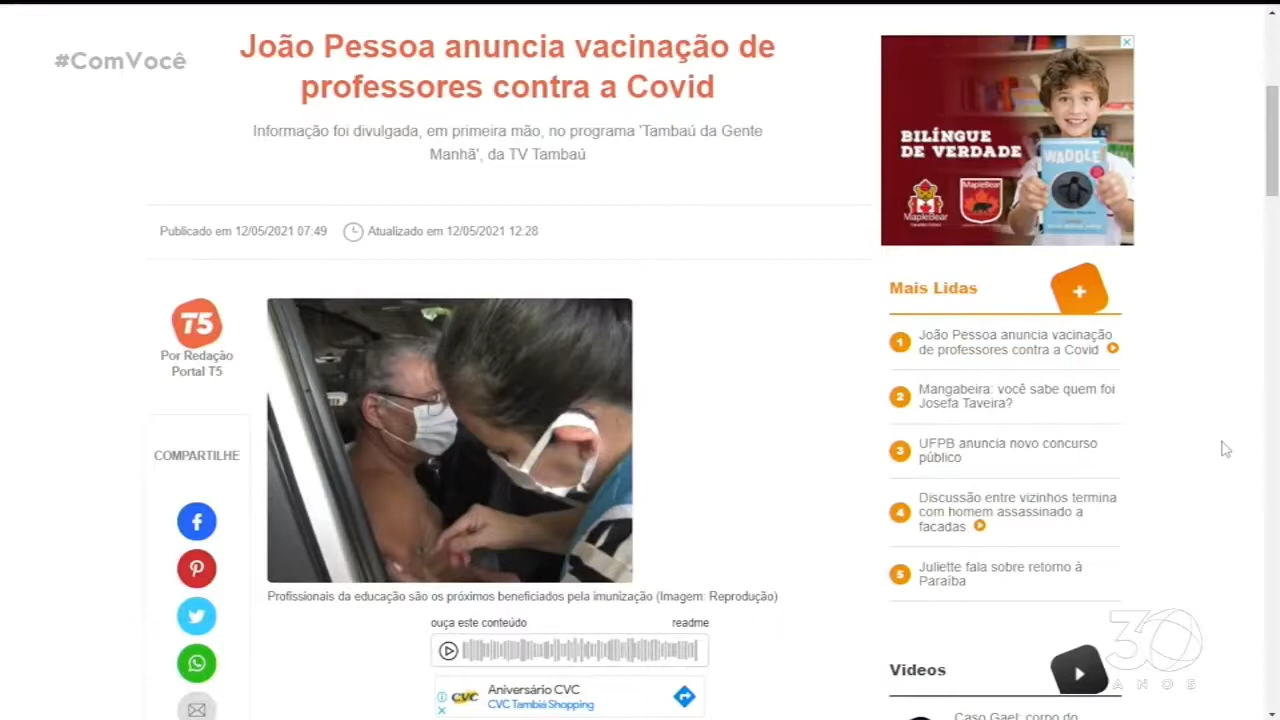 #ComVocê
João Pessoa anuncia vacinação de
professores contra a Covid
Informação foi divulgada, em primeira mão, no programa 'Tambaú da Gente
Manhã', da TV Tambaú
Publicado em 12/05/2021 07:49
Atualizado em 12/05/2021 12:28
T5
Por Redação
Portal T5
COMPARTILHE
Profissionais da educação são os próximos beneficiados pela imunização (Imagem: Reprodução)
ouça este conteúdo
readme
CVC
Aniversário CVC
CVC Tambiá Shopping
BILÍNGUE
DE VERDADE
WADDLE
MapleBear
MapleBear
Mais Lidas
+
1
João Pessoa anuncia vacinação
de professores contra a Covid
2
Mangabeira: você sabe quem foi
Josefa Taveira?
3
UFPB anuncia novo concurso
público
4
Discussão entre vizinhos termina
com homem assassinado a
facadas
5
Juliette fala sobre retorno à
Paraíba
30
ANOS
Videos
Caso Gael: corpo do